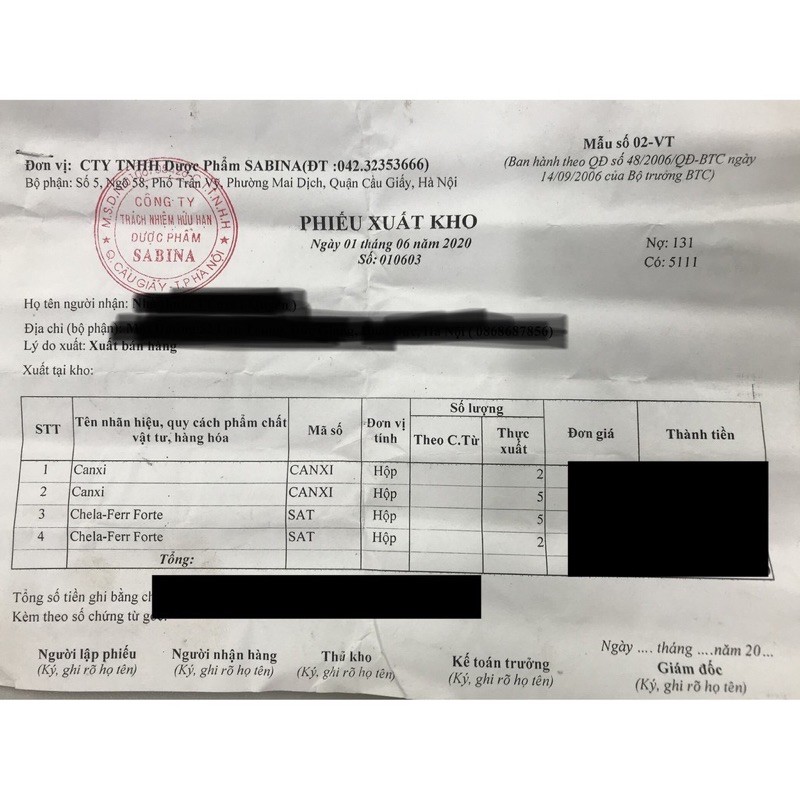 Đơn vị: CTY TNHH Dược Phẩm SABINA(ĐT :042.32353666)
Bộ phận: Số 5, Ngõ 58, Phố Trần Vỹ, Phường Mai Dịch, Quận Cầu Giấy, Hà Nội
Mẫu số 02-VT
(Ban hành theo QĐ số 48/2006/QĐ-BTC ngày
14/09/2006 của Bộ trưởng BTC)
CÔNG TY
TRÁCH NHIỆM HỮU HẠN
DƯỢC PHẨM
SABINA
Q. CẦU GIẤY - T.P HÀ NỘI
PHIẾU XUẤT KHO
Ngày 01 tháng 06 năm 2020
Số: 010603
Nợ: 131
Có: 5111
Họ tên người nhận:
Địa chỉ (bộ phận):
Lý do xuất: Xuất bán hàng
Xuất tại kho:
STT Tên nhãn hiệu, quy cách phẩm chất vật tư, hàng hóa Mã số Đơn vị tính Số lượng Theo C.Từ Thực xuất Đơn giá Thành tiền
1 Canxi CANXI Hộp 2
2 Canxi CANXI Hộp 5
3 Chela-Ferr Forte SAT Hộp 5
4 Chela-Ferr Forte SAT Hộp 2
Tổng:
Tổng số tiền ghi bằng
Kèm theo số chứng từ
Ngày .... tháng ....năm 20...
Người lập phiếu Người nhận hàng Thủ kho Kế toán trưởng Giám đốc
(Ký, ghi rõ họ tên) (Ký, ghi rõ họ tên) (Ký, ghi rõ họ tên) (Ký, ghi rõ họ tên) (Ký, ghi rõ họ tên)